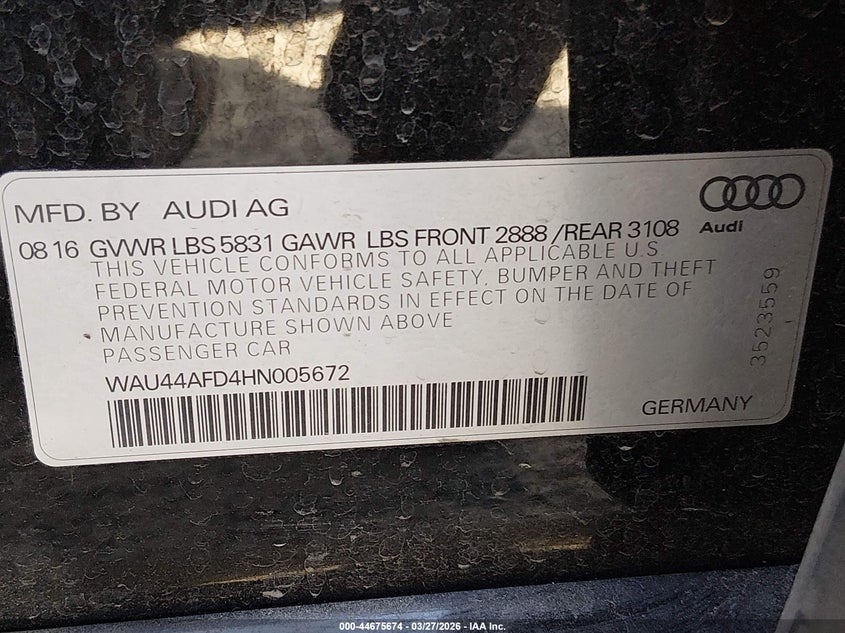 MFD. BY AUDI AG
Audi
08 16 GVWR LBS 5831 GAWR LBS FRONT 2888 /REAR 3108
THIS VEHICLE CONFORMS TO ALL APPLICABLE U.S
FEDERAL MOTOR VEHICLE SAFETY, BUMPER AND THEFT
PREVENTION STANDARDS IN EFFECT ON THE DATE OF
MANUFACTURE SHOWN ABOVE
PASSENGER CAR
WAU44AFD4HN005672
GERMANY
3523559
000-44675674 - 03/27/2026 - IAA Inc.